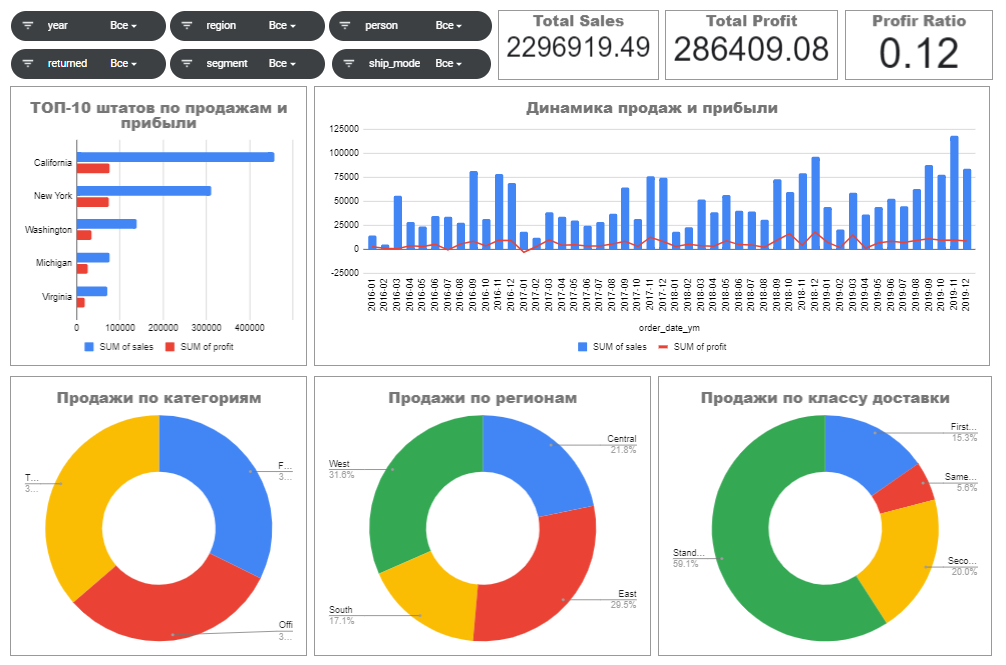 year Все
region Все
person Все
returned Все
segment Все
ship_mode Все
Total Sales
2296919.49
Total Profit
286409.08
Profir Ratio
0.12
ТОП-10 штатов по продажам и
прибыли
California
New York
Washington
Michigan
Virginia
0 100000 200000 300000 400000
SUM of sales SUM of profit
Динамика продаж и прибыли
125000
100000
75000
50000
25000
0
-25000
2016-01
2016-02
2016-03
2016-04
2016-05
2016-06
2016-07
2016-08
2016-09
2016-10
2016-11
2016-12
2017-01
2017-02
2017-03
2017-04
2017-05
2017-06
2017-07
2017-08
2017-09
2017-10
2017-11
2017-12
2018-01
2018-02
2018-03
2018-04
2018-05
2018-06
2018-07
2018-08
2018-09
2018-10
2018-11
2018-12
2019-01
2019-02
2019-03
2019-04
2019-05
2019-06
2019-07
2019-08
2019-09
2019-10
2019-11
2019-12
order_date_ym
SUM of sales SUM of profit
Продажи по категориям
F...
3...
T...
3...
Offi
3...
Продажи по регионам
Central
21.8%
West
31.6%
East
29.5%
South
17.1%
Продажи по классу доставки
First...
15.3%
Same...
5.6%
Stand...
59.1%
Seco...
20.0%